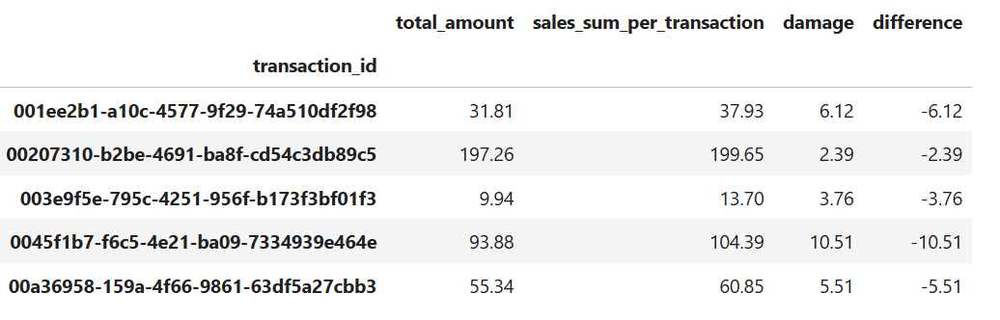 total_amount sales_sum_per_transaction damage difference
transaction_id
001ee2b1-a10c-4577-9f29-74a510df2f98 31.81 37.93 6.12 -6.12
00207310-b2be-4691-ba8f-cd54c3db89c5 197.26 199.65 2.39 -2.39
003e9f5e-795c-4251-956f-b173f3bf01f3 9.94 13.70 3.76 -3.76
0045f1b7-f6c5-4e21-ba09-7334939e464e 93.88 104.39 10.51 -10.51
00a36958-159a-4f66-9861-63df5a27cbb3 55.34 60.85 5.51 -5.51